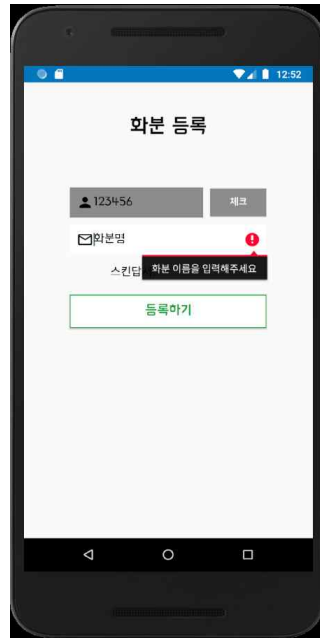 12:52
화분 등록
123456
체크
화분명
화분 이름을 입력해주세요
스킨답
등록하기